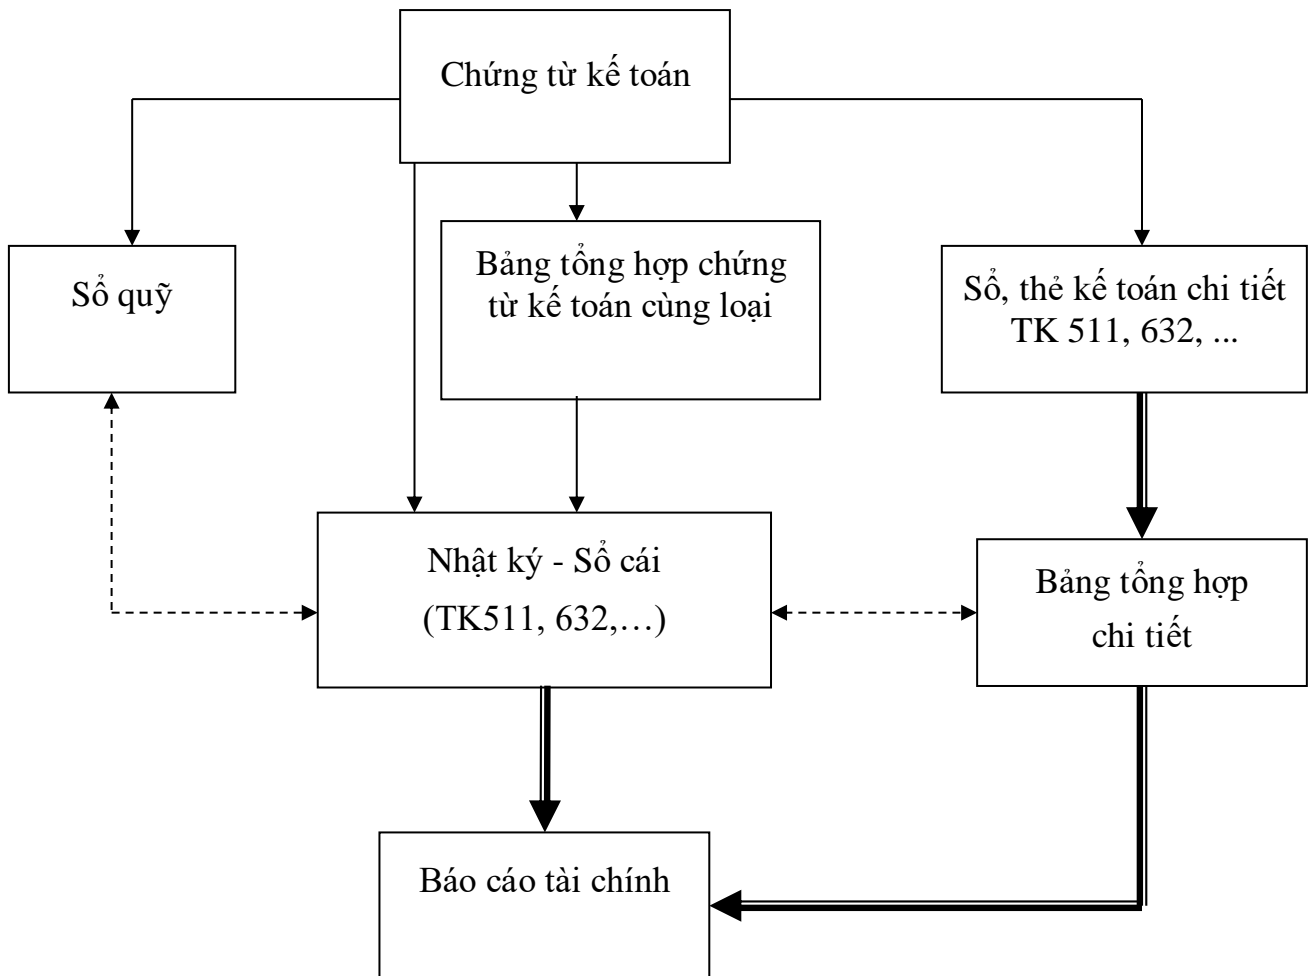 Chứng từ kế toán
Sổ quỹ
Bảng tổng hợp chứng
từ kế toán cùng loại
Sổ, thẻ kế toán chi tiết
TK 511, 632, ...
Nhật ký - Sổ cái
(TK511, 632,…)
Bảng tổng hợp
chi tiết
Báo cáo tài chính